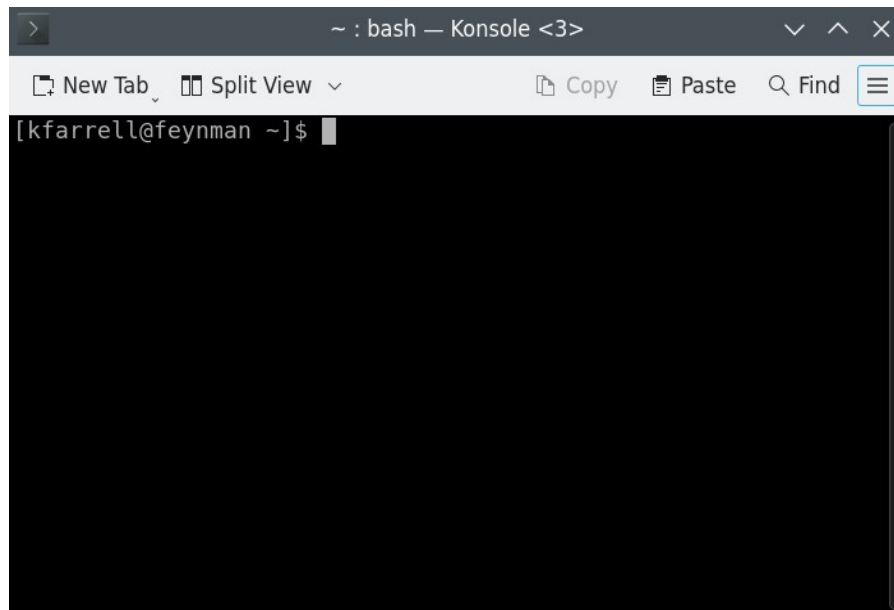 ~ : bash — Konsole <3>
New Tab Split View Copy Paste Find
[kfarrell@feynman ~]$